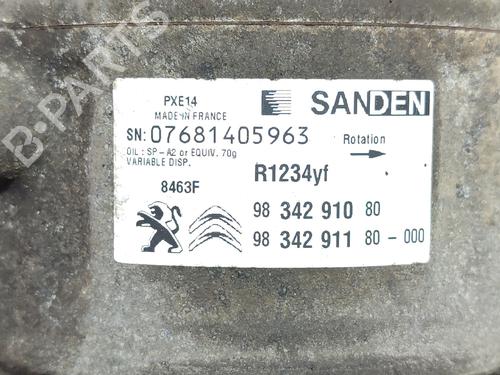 PXE14
MADE IN FRANCE
SANDEN
SN: 07681405963
Rotation
OIL : SP - A2 or EQUIV. 70g
VARIABLE DISP.
R1234yf
8463F
98 342 910 80
98 342 911 80 - 000
B-PARTS